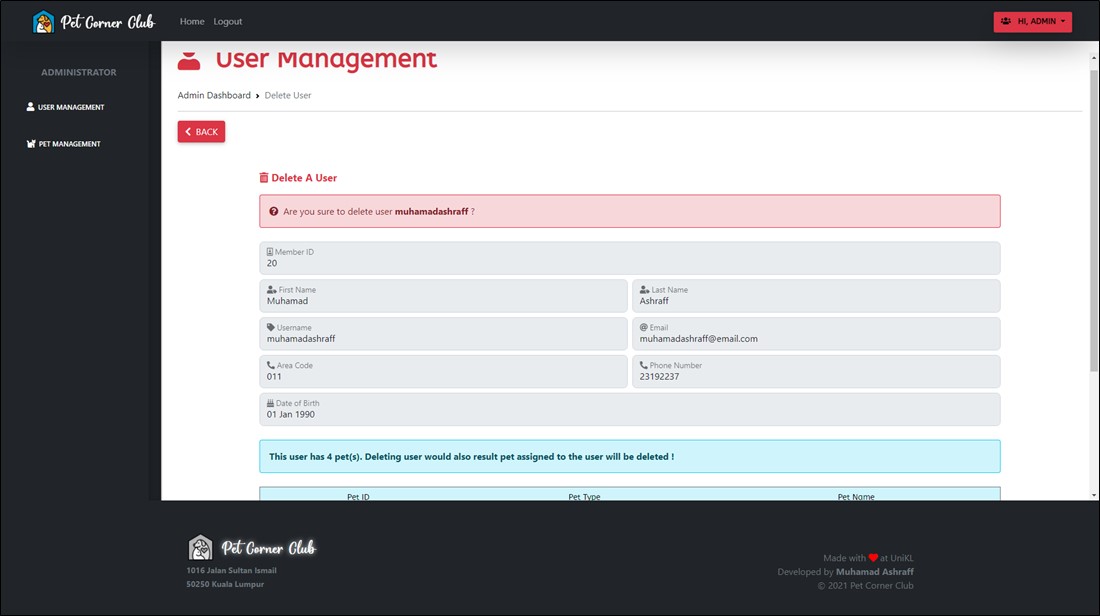 Pet Corner Club Home Logout HI, ADMIN
ADMINISTRATOR
USER MANAGEMENT
PET MANAGEMENT
User Management
Admin Dashboard > Delete User
BACK
Delete A User
Are you sure to delete user muhamadashraff ?
Member ID
20
First Name
Muhamad
Last Name
Ashraff
Username
muhamadashraff
Email
muhamadashraff@email.com
Area Code
011
Phone Number
23192237
Date of Birth
01 Jan 1990
This user has 4 pet(s). Deleting user would also result pet assigned to the user will be deleted !
Pet ID Pet Type Pet Name
Pet Corner Club
1016 Jalan Sultan Ismail
50250 Kuala Lumpur
Made with ❤ at UniKL
Developed by Muhamad Ashraff
© 2021 Pet Corner Club